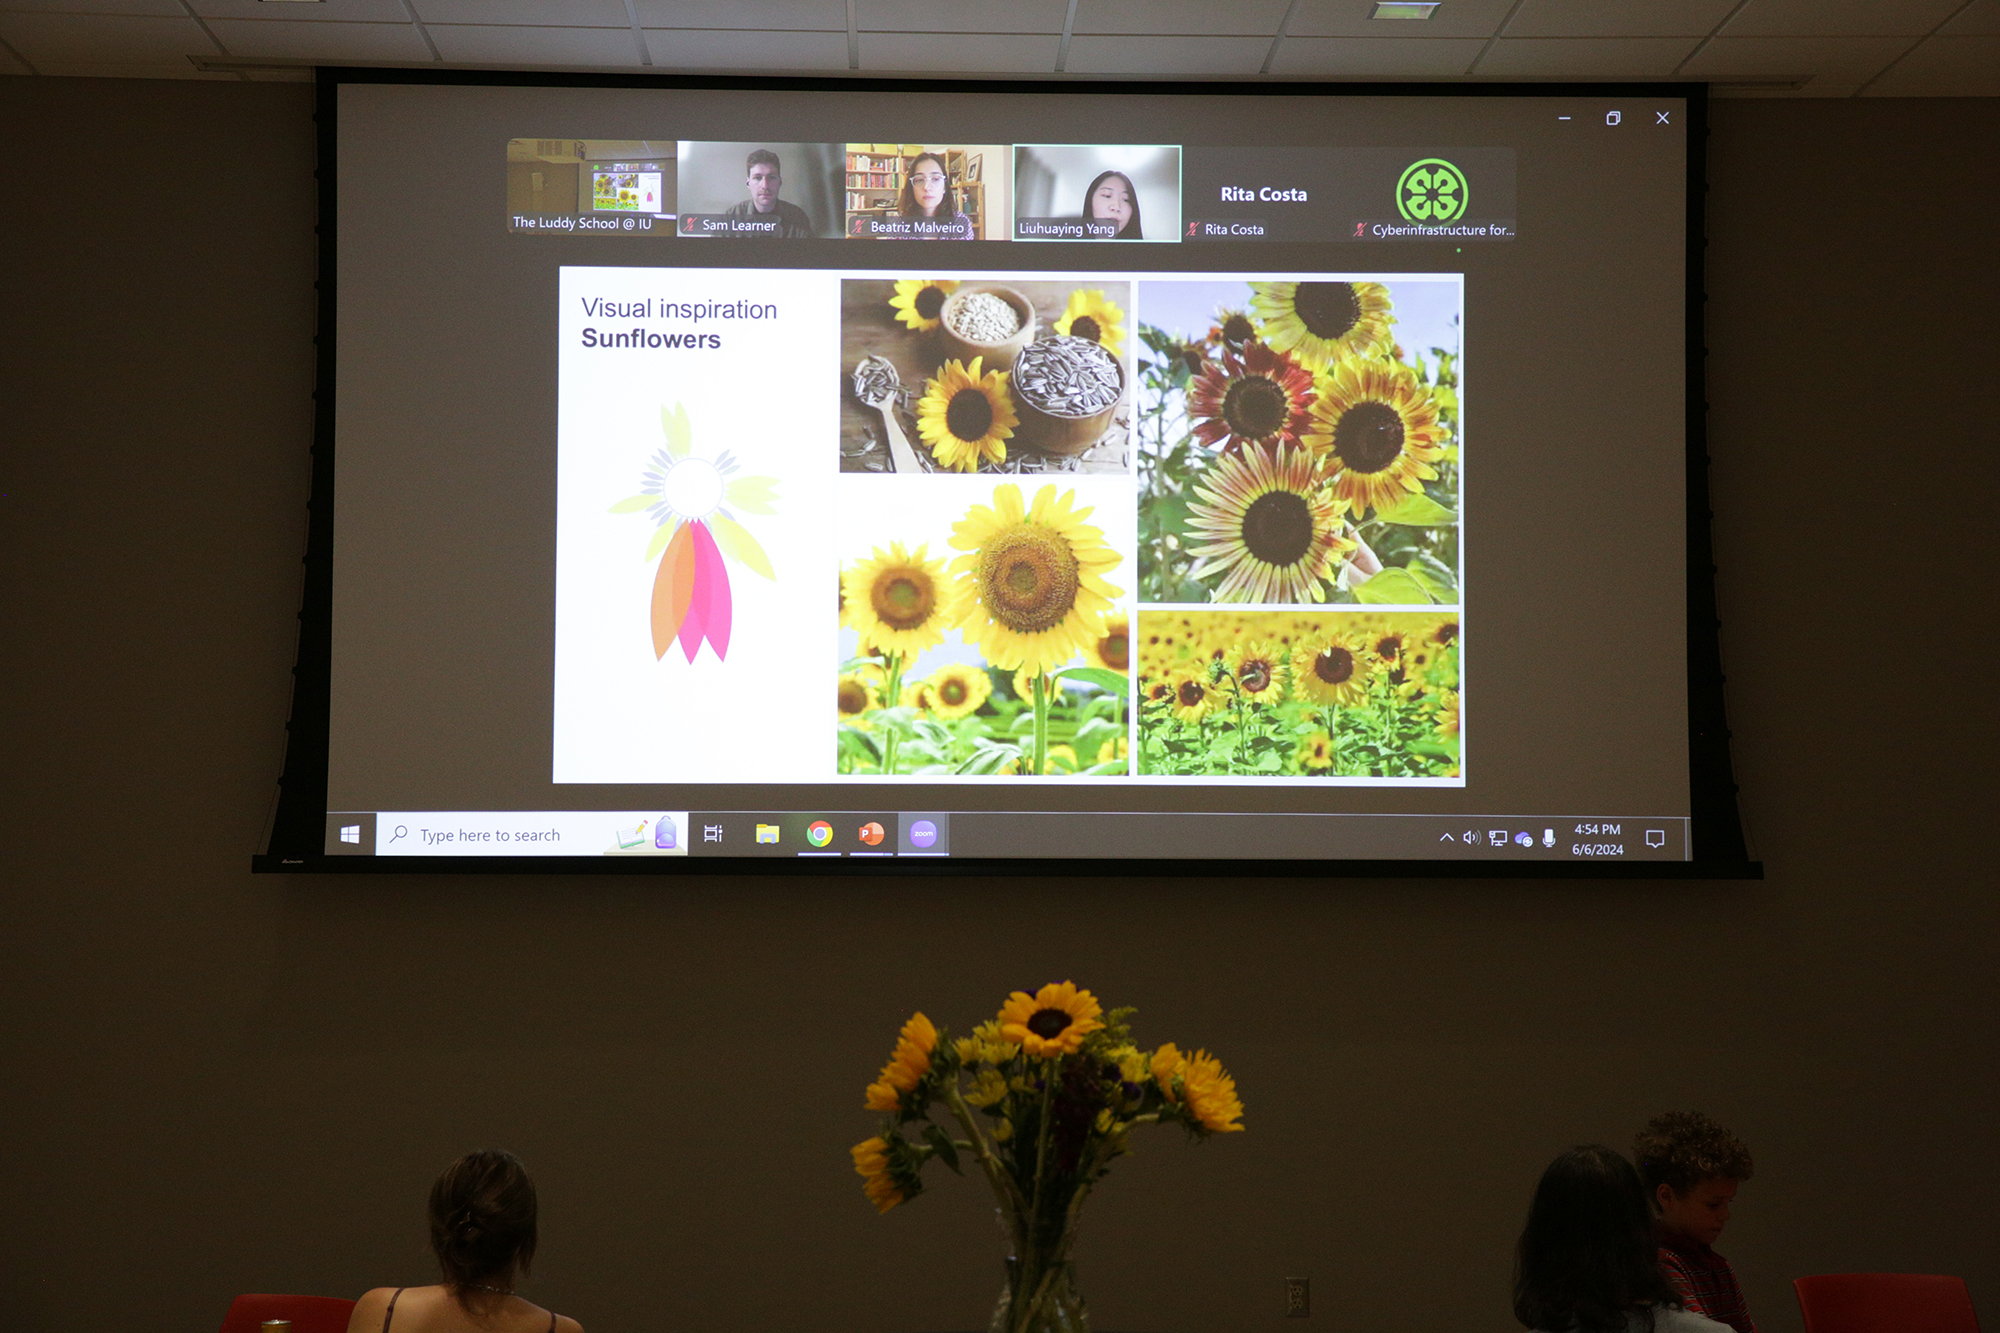 Rita Costa
The Luddy School @ IU
Sam Learner
Beatriz Malveiro
Liuhuaying Yang
Rita Costa
Cyberinfrastructure for...
Visual inspiration
Sunflowers
Type here to search
P
zoom
4:54 PM
6/6/2024